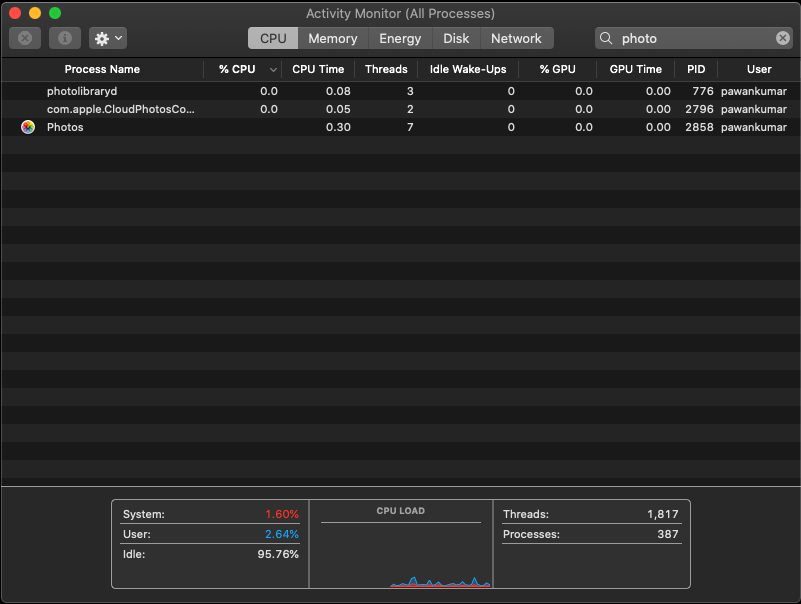 Activity Monitor (All Processes)
CPU Memory Energy Disk Network photo
Process Name % CPU CPU Time Threads Idle Wake-Ups % GPU GPU Time PID User
photolibraryd 0.0 0.08 3 0 0.0 0.00 776 pawankumar
com.apple.CloudPhotosCo... 0.0 0.05 2 0 0.0 0.00 2796 pawankumar
Photos 0.30 7 0 0.0 0.00 2858 pawankumar
System: 1.60% CPU LOAD Threads: 1,817
User: 2.64% Processes: 387
Idle: 95.76%